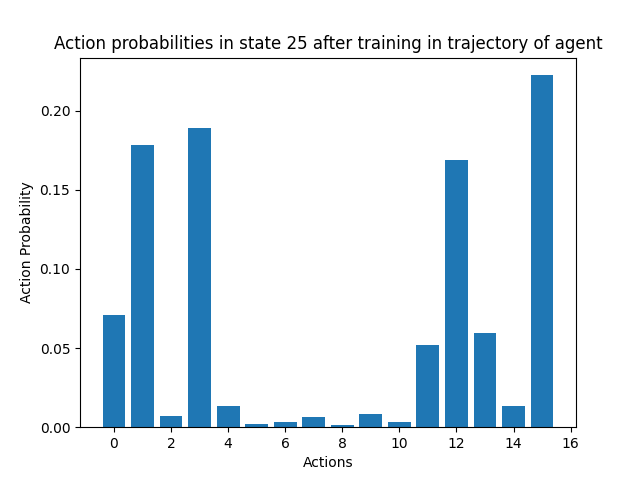 Action probabilities in state 25 after training in trajectory of agent
0.20
0.15
0.10
0.05
0.00
Action Probability
0 2 4 6 8 10 12 14 16
Actions